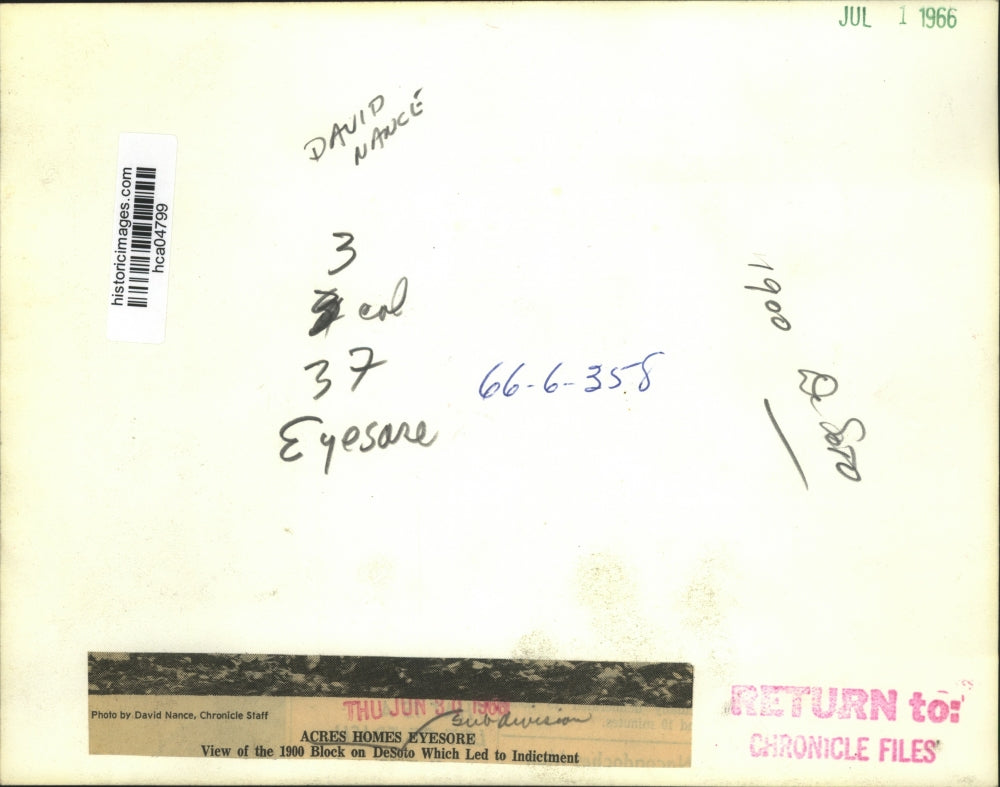 JUL 1 1966
DAVID
NANCE
historicimages.com
hca04799
3
col
37
Eyesore
66-6-358
1900 De Soto
THU JUN 30 1966
Subdivision
Photo by David Nance, Chronicle Staff
ACRES HOMES EYESORE
View of the 1900 Block on DeSoto Which Led to Indictment
RETURN to:
CHRONICLE FILES